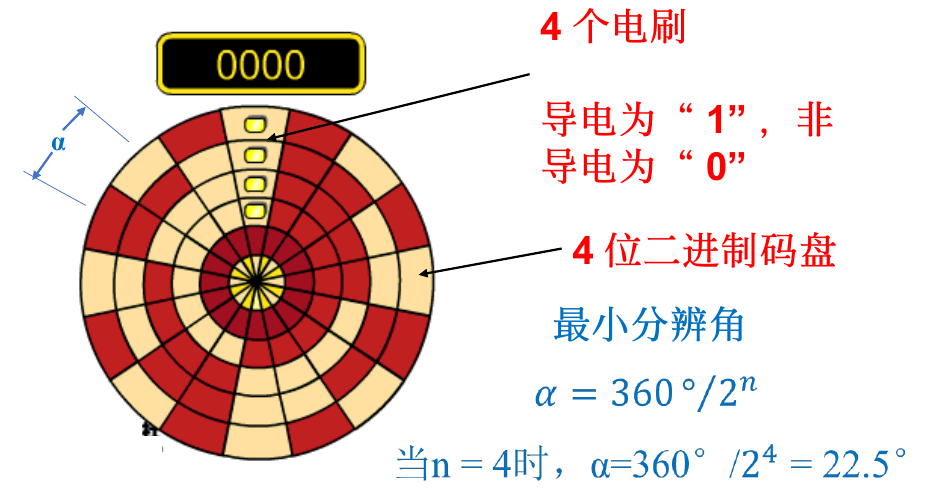 0000
4 个电刷
α
导电为“ 1”，非
导电为“ 0”
4 位二进制码盘
最小分辨角
α = 360 °/2ⁿ
当n = 4时，α=360° /2⁴ = 22.5°